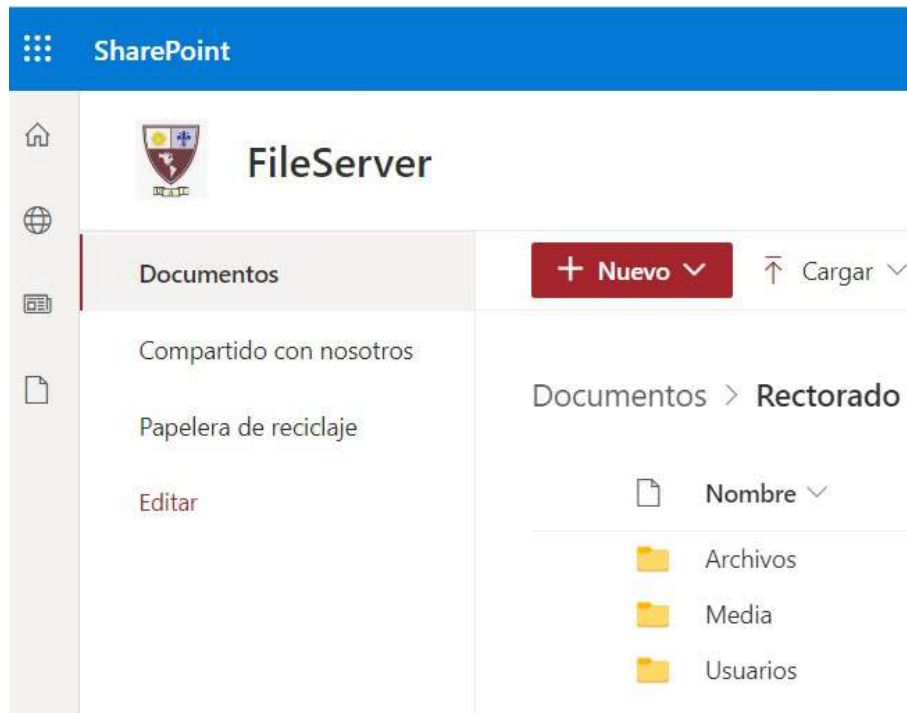 SharePoint
FileServer
Documentos
Compartido con nosotros
Papelera de reciclaje
Editar
Nuevo
Cargar
Documentos > Rectorado
Nombre
Archivos
Media
Usuarios